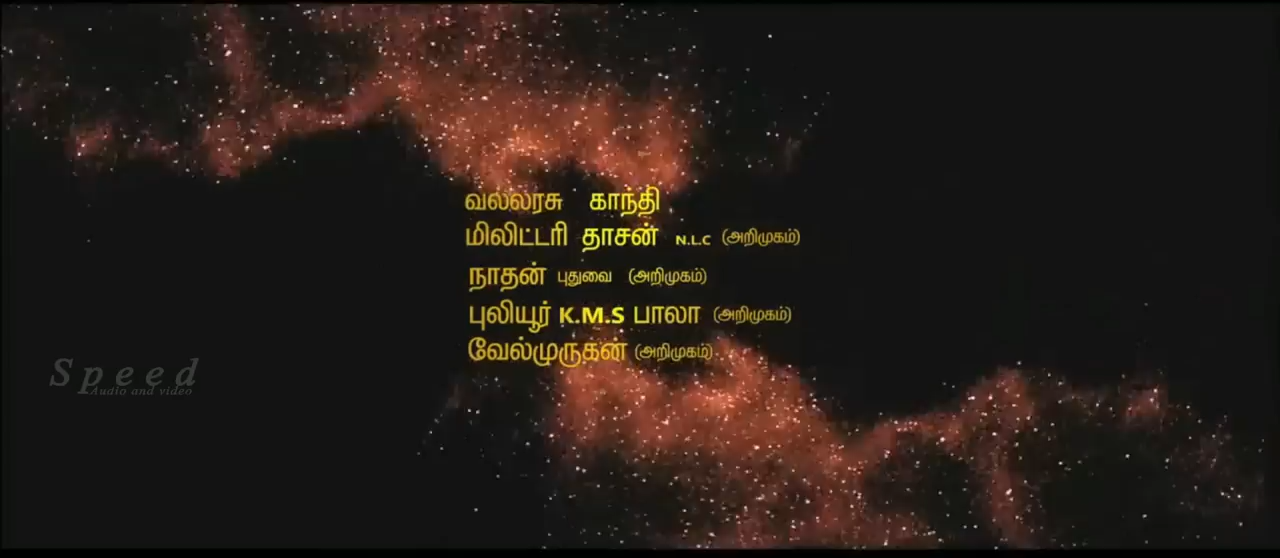 வல்லரசு காந்தி
மிலிட்டரி தாசன் N.L.C (அறிமுகம்)
நாதன் புதுவை (அறிமுகம்)
புலியூர் K.M.S பாலா (அறிமுகம்)
வேல்முருகன் (அறிமுகம்)
Speed
Audio and video